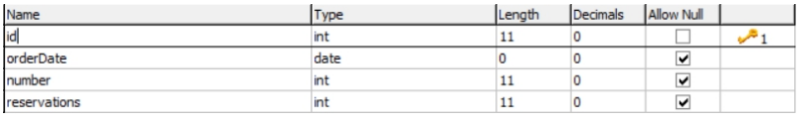 Name Type Length Decimals Allow Null
id int 11 0 1
orderDate date 0 0
number int 11 0
reservations int 11 0